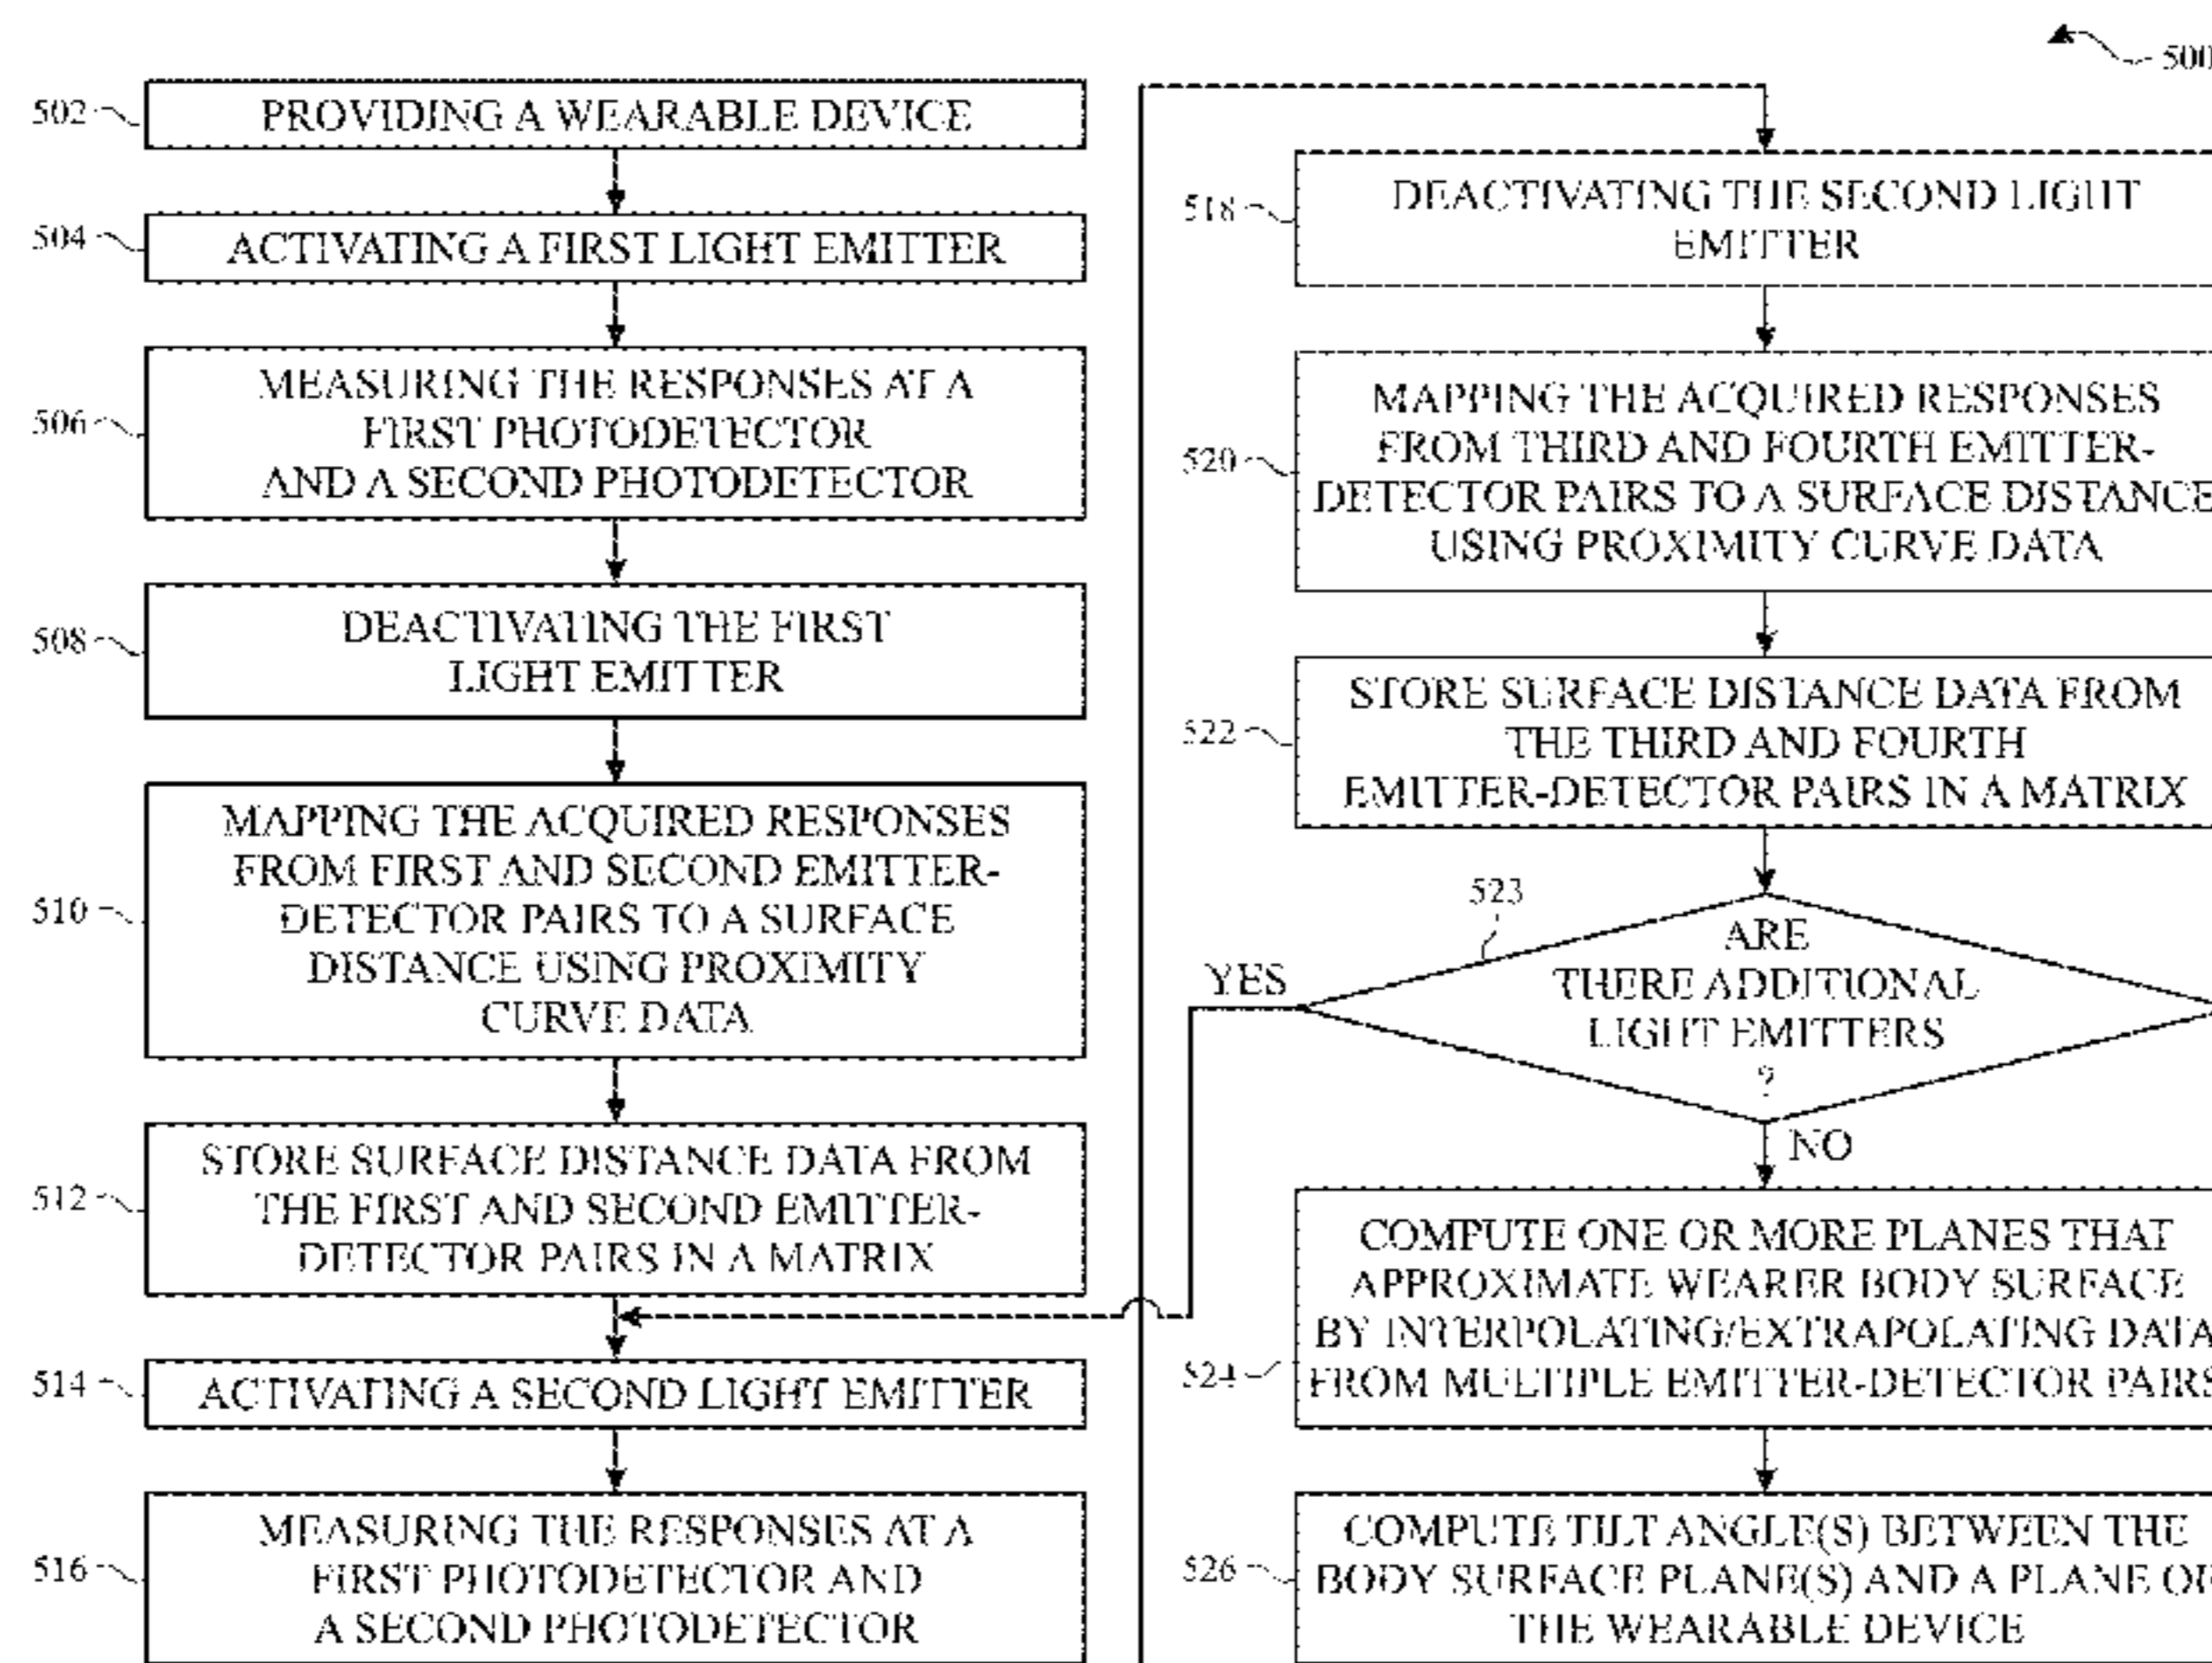 500
502
PROVIDING A WEARABLE DEVICE
504
ACTIVATING A FIRST LIGHT EMITTER
506
MEASURING THE RESPONSES AT A
FIRST PHOTODETECTOR
AND A SECOND PHOTODETECTOR
508
DEACTIVATING THE FIRST
LIGHT EMITTER
510
MAPPING THE ACQUIRED RESPONSES
FROM FIRST AND SECOND EMITTER-
DETECTOR PAIRS TO A SURFACE
DISTANCE USING PROXIMITY
CURVE DATA
512
STORE SURFACE DISTANCE DATA FROM
THE FIRST AND SECOND EMITTER-
DETECTOR PAIRS IN A MATRIX
514
ACTIVATING A SECOND LIGHT EMITTER
516
MEASURING THE RESPONSES AT A
FIRST PHOTODETECTOR AND
A SECOND PHOTODETECTOR
518
DEACTIVATING THE SECOND LIGHT
EMITTER
520
MAPPING THE ACQUIRED RESPONSES
FROM THIRD AND FOURTH EMITTER-
DETECTOR PAIRS TO A SURFACE DISTANCE
USING PROXIMITY CURVE DATA
522
STORE SURFACE DISTANCE DATA FROM
THE THIRD AND FOURTH
EMITTER-DETECTOR PAIRS IN A MATRIX
523
YES
ARE
THERE ADDITIONAL
LIGHT EMITTERS
?
NO
524
COMPUTE ONE OR MORE PLANES THAT
APPROXIMATE WEARER BODY SURFACE
BY INTERPOLATING/EXTRAPOLATING DATA
FROM MULTIPLE EMITTER-DETECTOR PAIRS
526
COMPUTE TILT ANGLE(S) BETWEEN THE
BODY SURFACE PLANE(S) AND A PLANE OF
THE WEARABLE DEVICE